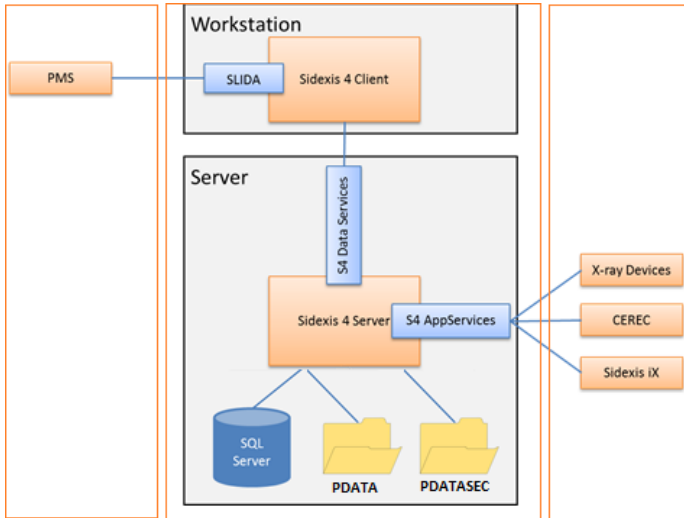 Workstation
PMS
SLIDA
Sidexis 4 Client
Server
S4 Data Services
X-ray Devices
Sidexis 4 Server
S4 AppServices
CEREC
Sidexis iX
SQL
Server
PDATA
PDATASEC